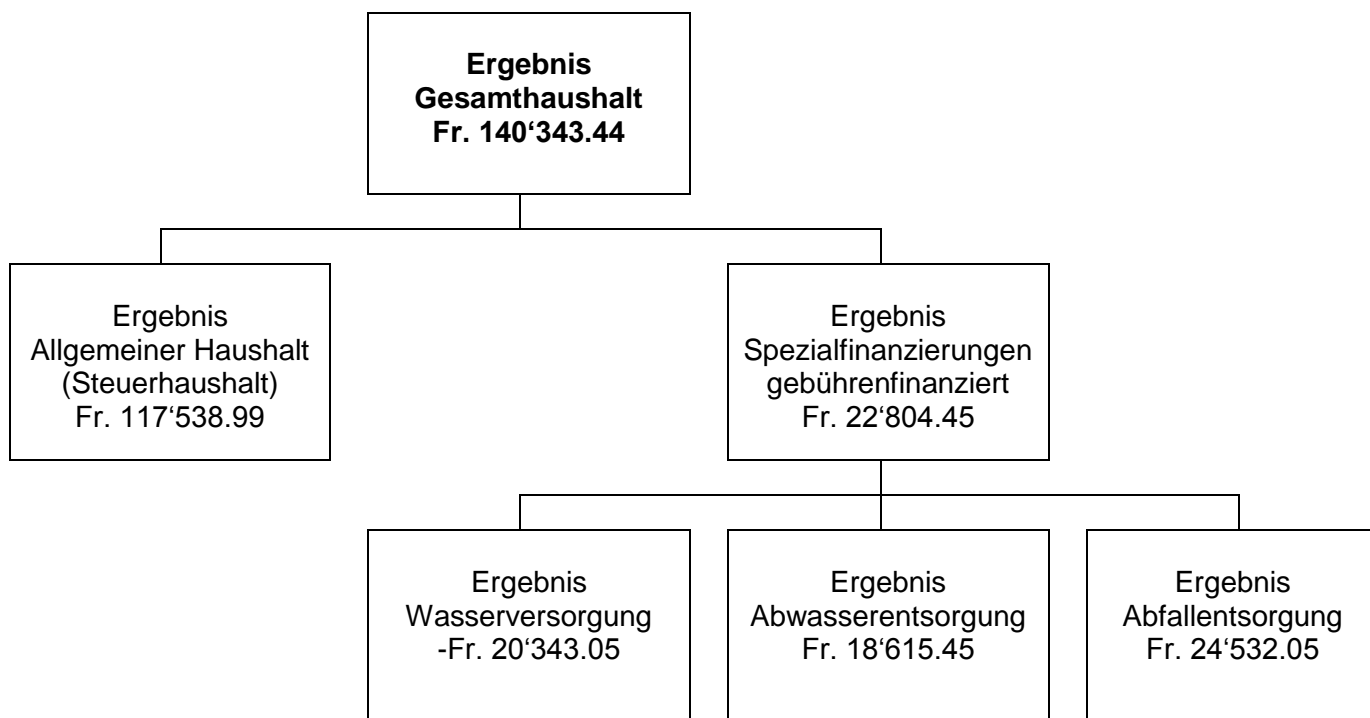 Ergebnis
Gesamthaushalt
Fr. 140‘343.44
Ergebnis
Allgemeiner Haushalt
(Steuerhaushalt)
Fr. 117‘538.99
Ergebnis
Spezialfinanzierungen
gebührenfinanziert
Fr. 22‘804.45
Ergebnis
Wasserversorgung
-Fr. 20‘343.05
Ergebnis
Abwasserentsorgung
Fr. 18‘615.45
Ergebnis
Abfallentsorgung
Fr. 24‘532.05